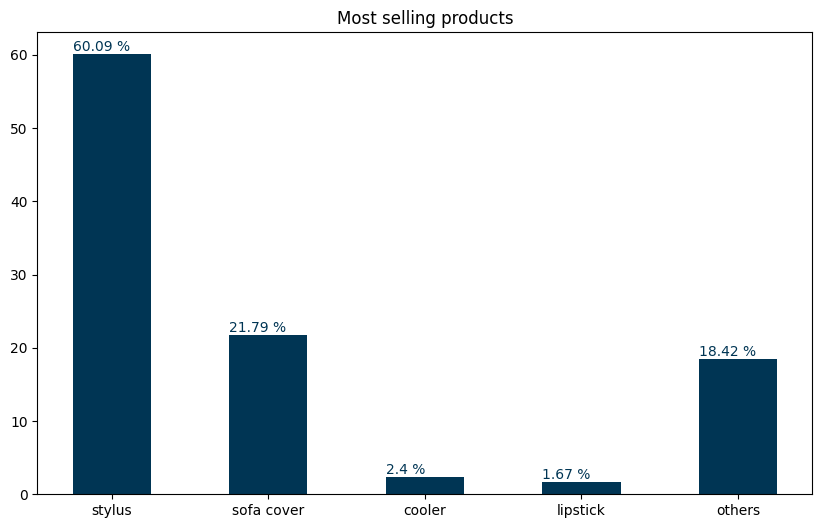 Most selling products
60.09 %
60
50
40
30
21.79 %
20
18.42 %
10
2.4 %
1.67 %
0
stylus
sofa cover
cooler
lipstick
others